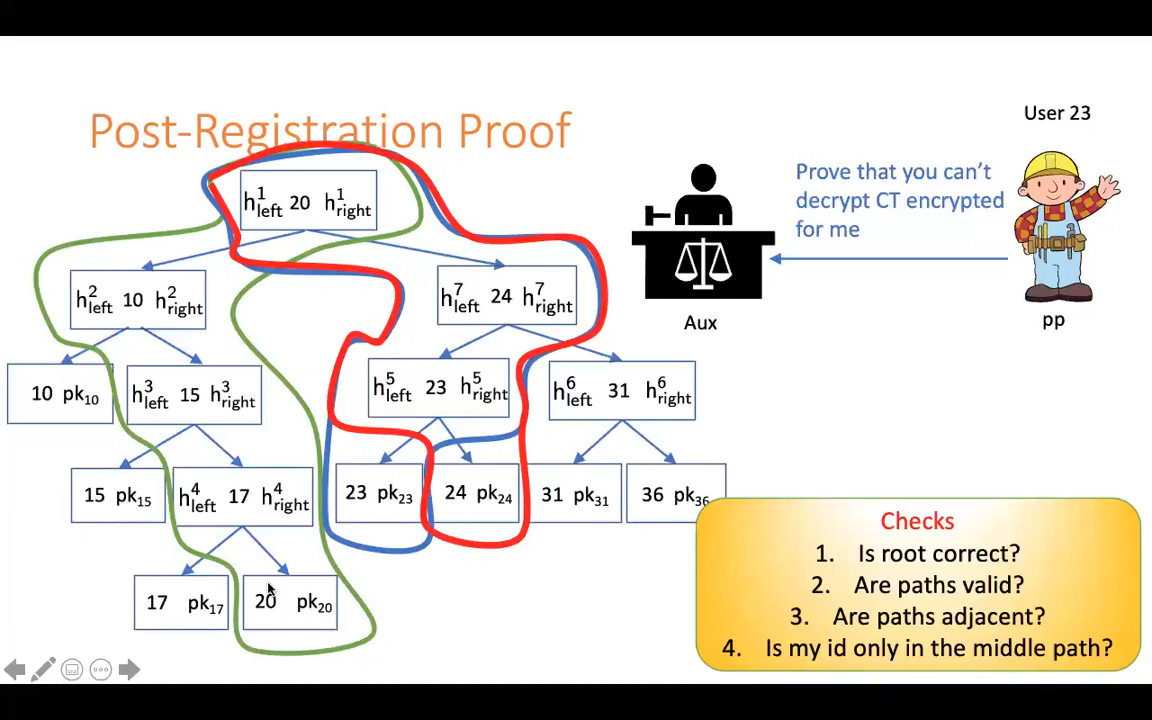 Post-Registration Proof
User 23
Prove that you can't
decrypt CT encrypted
for me
Aux
pp
h¹left 20 h¹right
h²left 10 h²right
h⁷left 24 h⁷right
10 pk₁₀
h³left 15 h³right
h⁵left 23 h⁵right
h⁶left 31 h⁶right
15 pk₁₅
h⁴left 17 h⁴right
23 pk₂₃
24 pk₂₄
31 pk₃₁
36 pk₃₆
17 pk₁₇
20 pk₂₀
Checks
1. Is root correct?
2. Are paths valid?
3. Are paths adjacent?
4. Is my id only in the middle path?